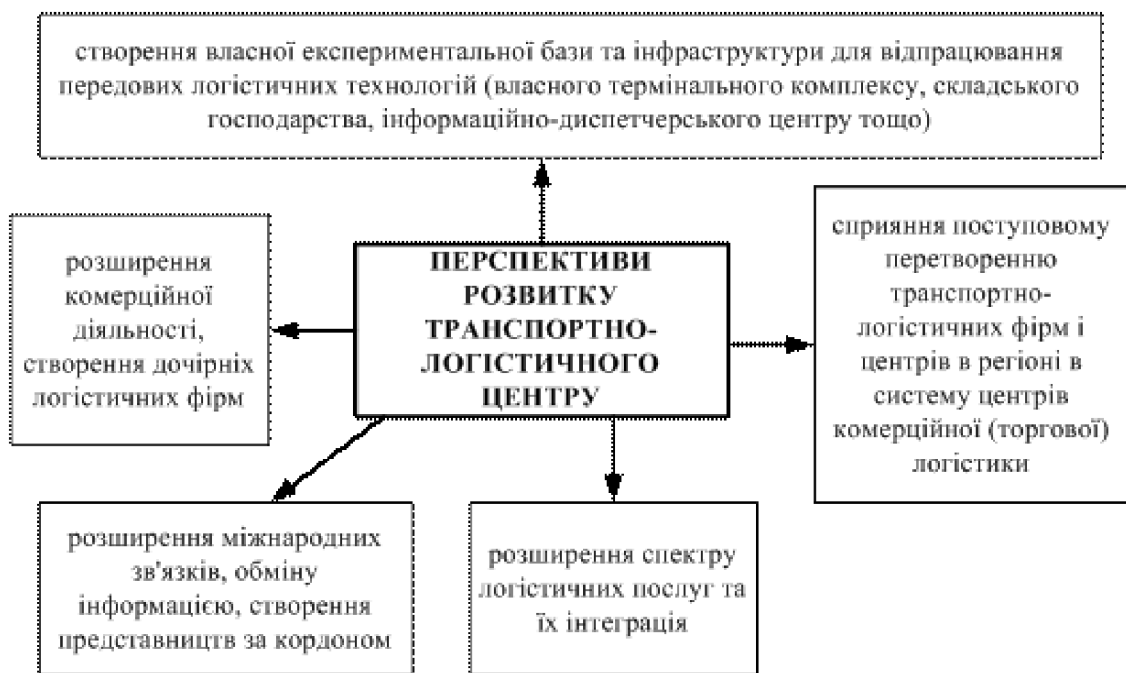 створення власної експериментальної бази та інфраструктури для відпрацювання
передових логістичних технологій (власного термінального комплексу, складського
господарства, інформаційно-диспетчерського центру тощо)
розширення
комерційної
діяльності,
створення дочірніх
логістичних фірм
ПЕРСПЕКТИВИ
РОЗВИТКУ
ТРАНСПОРТНО-
ЛОГІСТИЧНОГО
ЦЕНТРУ
сприяння поступовому
перетворенню
транспортно-
логістичних фірм і
центрів в регіоні в
систему центрів
комерційної (торгової)
логістики
розширення міжнародних
зв'язків, обміну
інформацією, створення
представництв за кордоном
розширення спектру
логістичних послуг та
їх інтеграція